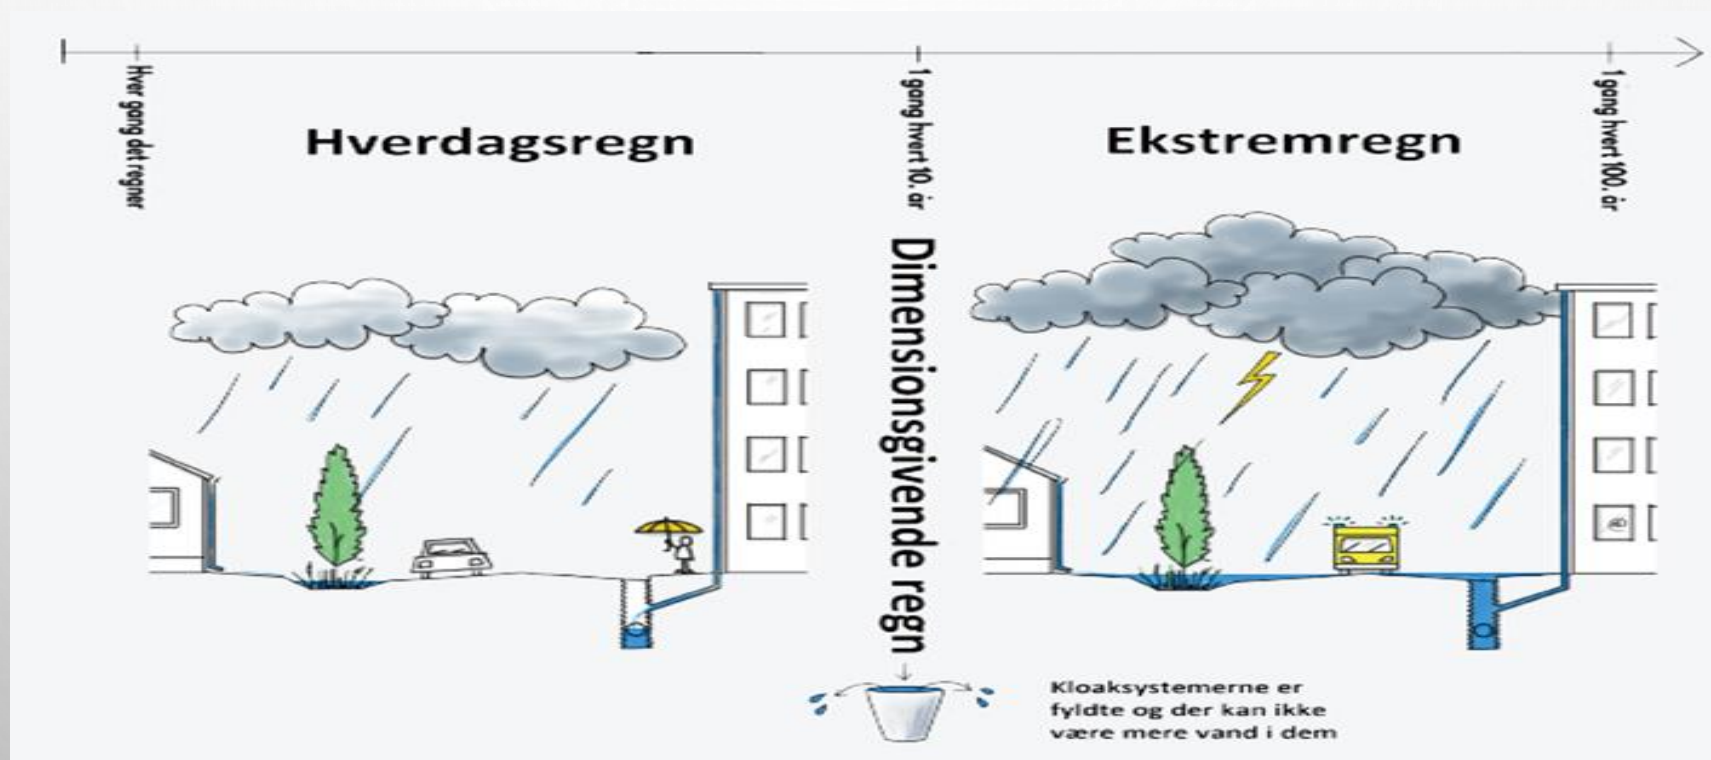 Hver gang det regner
1 gang hvert 10. år
1 gang hvert 100. år
Hverdagsregn
Ekstremregn
Dimensionsgivende regn
Kloaksystemerne er
fyldte og der kan ikke
være mere vand i dem